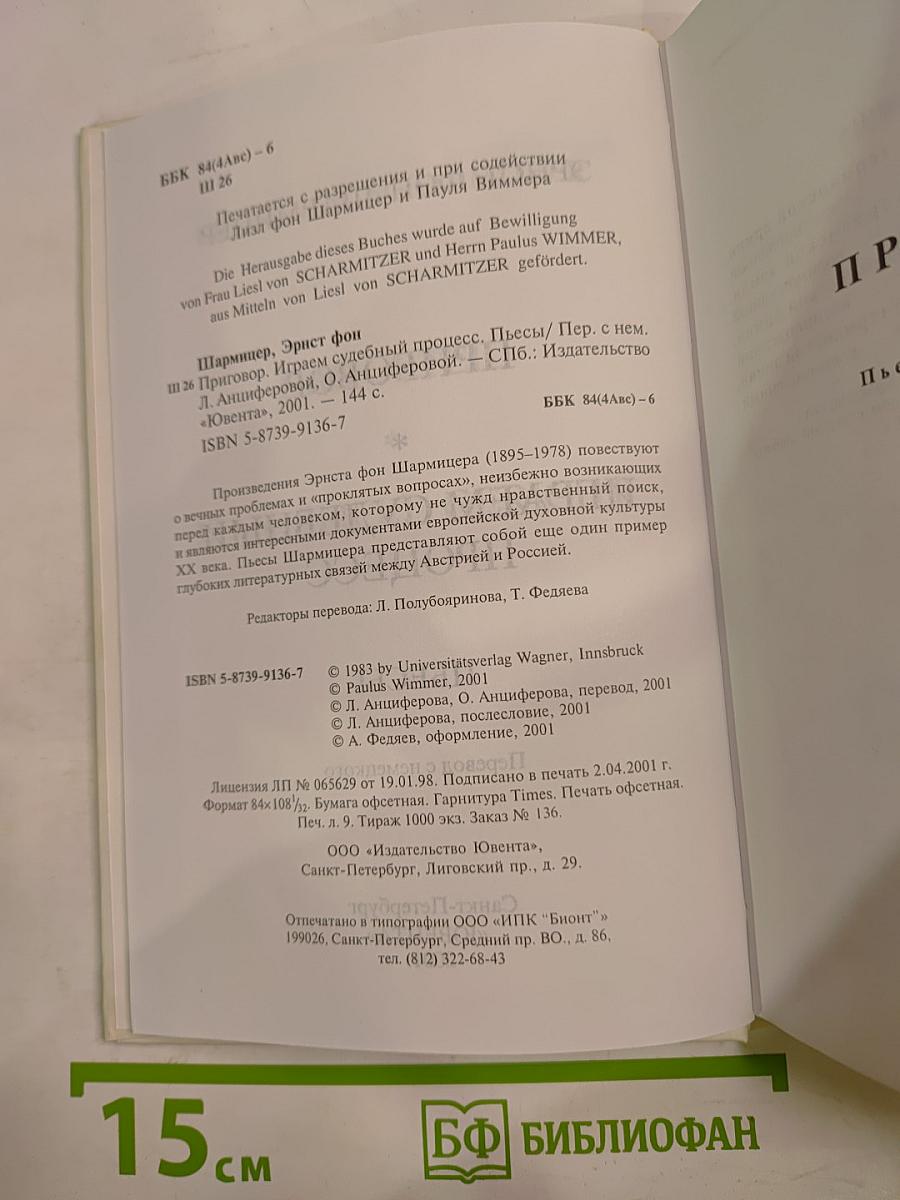 ББК 84(4Авс) – 6
Ш 26
Печатается с разрешения и при содействии
Лизл фон Шармицер и Пауля Виммера
Die Herausgabe dieses Buches wurde auf Bewilligung
von Frau Liesl von SCHARMITZER und Herrn Paulus WIMMER,
aus Mitteln von Liesl von SCHARMITZER gefördert.
Шармицер, Эрнст фон
Ш 26 Приговор. Играем судебный процесс. Пьесы/ Пер. с нем.
Л. Анциферовой, О. Анциферовой. — СПб.: Издательство
«Ювента», 2001. — 144 с.
ISBN 5-8739-9136-7
ББК 84(4Авс) – 6
Произведения Эрнста фон Шармицера (1895–1978) повествуют
о вечных проблемах и «проклятых вопросах», неизбежно возникающих
перед каждым человеком, которому не чужд нравственный поиск,
и являются интересными документами европейской духовной культуры
XX века. Пьесы Шармицера представляют собой еще один пример
глубоких литературных связей между Австрией и Россией.
Редакторы перевода: Л. Полубояринова, Т. Федяева
ISBN 5-8739-9136-7
© 1983 by Universitätsverlag Wagner, Innsbruck
© Paulus Wimmer, 2001
© Л. Анциферова, О. Анциферова, перевод, 2001
© Л. Анциферова, послесловие, 2001
© А. Федяев, оформление, 2001
Лицензия ЛП № 065629 от 19.01.98. Подписано в печать 2.04.2001 г.
Формат 84×108 1/32. Бумага офсетная. Гарнитура Times. Печать офсетная.
Печ. л. 9. Тираж 1000 экз. Заказ № 136.
ООО «Издательство Ювента»,
Санкт-Петербург, Лиговский пр., д. 29.
Отпечатано в типографии ООО «ИПК "Бионт"»
199026, Санкт-Петербург, Средний пр. ВО., д. 86,
тел. (812) 322-68-43
ПР
Пье
15 см
БФ БИБЛИОФАН